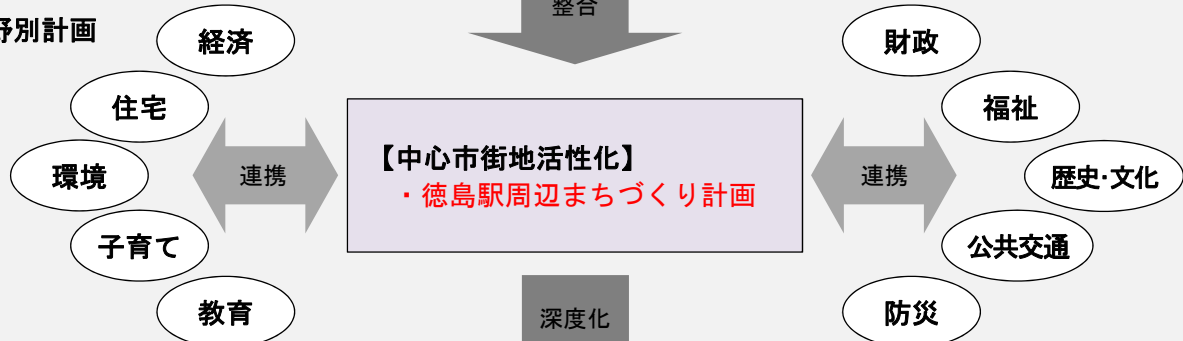 整合
野別計画
経済
住宅
環境
子育て
教育
連携
【中心市街地活性化】
・徳島駅周辺まちづくり計画
連携
財政
福祉
歴史・文化
公共交通
防災
深度化